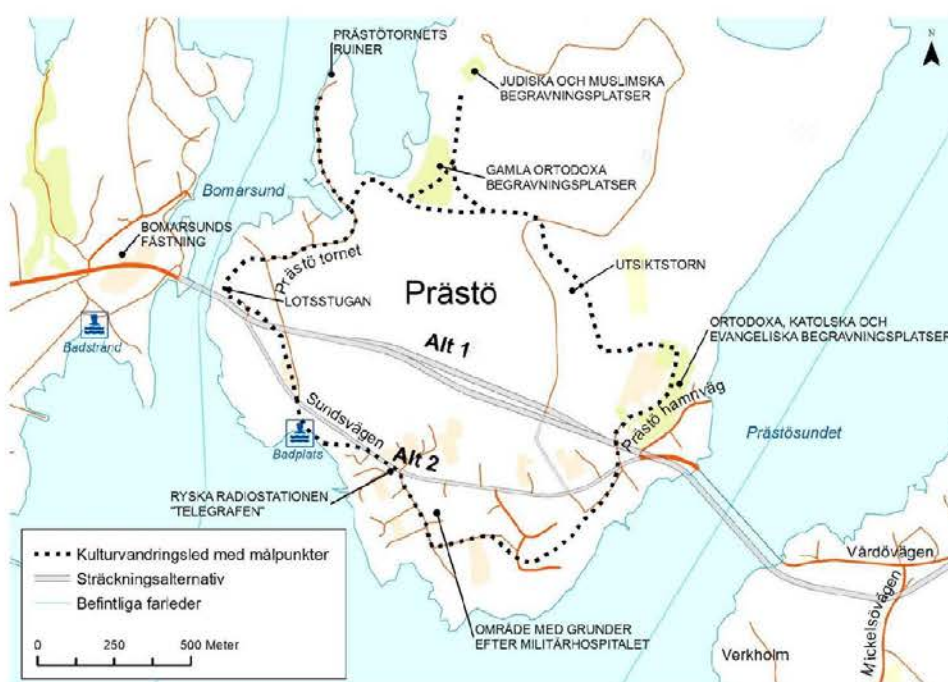 PRÄSTÖTORNETS
RUINER
N
JUDISKA OCH MUSLIMSKA
BEGRAVNINGSPLATSER
GAMLA ORTODOXA
BEGRAVNINGSPLATSER
Bomarsund
BOMARSUNDS
FÄSTNING
Prästö tornet
UTSIKTSTORN
LOTSSTUGAN
Prästö
Badstrand
Alt 1
ORTODOXA, KATOLSKA OCH
EVANGELISKA BEGRAVNINGSPLATSER
Sundsvägen
Prästö hamnväg
Prästösundet
Badplats
Alt 2
RYSKA RADIOSTATIONEN
"TELEGRAFEN"
Kulturvandringsled med målpunkter
Sträckningsalternativ
Befintliga farleder
0 250 500 Meter
OMRÅDE MED GRUNDER
EFTER MILITÄRHOSPITALET
Vårdövägen
Mickelsövägen
Verkholm